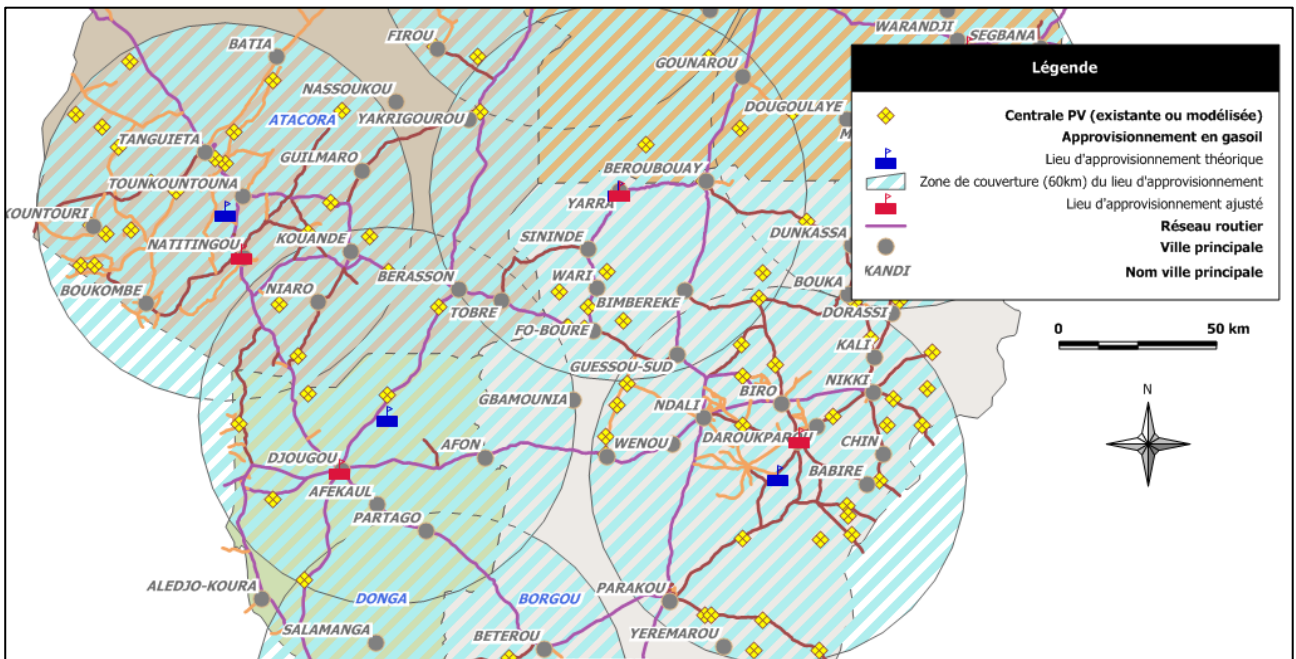 FIROU
WARANDJI
SEGBANA
BATIA
GOUNAROU
NASSOUKOU
DOUGOULAYE
YAKRIGOUROU
ATACORA
TANGUIETA
GUILMARO
BEROUBOUAY
TOUNKOUNTOUNA
YARRA
KOUNTOURI
NATITINGOU
KOUANDE
SININDE
DUNKASSA
BERASSON
WARI
BOUKOMBE
NIARO
TOBRE
BIMBEREKE
BOUKA
DORASSI
FO-BOURE
KALI
GUESSOU-SUD
GBAMOUNIA
NIKKI
BIRO
NDALI
AFON
WENOU
DAROUKPAROU
CHIN
DJOUGOU
BABIRE
AFEKAUL
PARTAGO
ALEDJO-KOURA
DONGA
BORGOU
PARAKOU
SALAMANGA
BETEROU
YEREMAROU
Légende
Centrale PV (existante ou modélisée)
Approvisionnement en gasoil
Lieu d'approvisionnement théorique
Zone de couverture (60km) du lieu d'approvisionnement
Lieu d'approvisionnement ajusté
Réseau routier
Ville principale
KANDI Nom ville principale
0 50 km
N